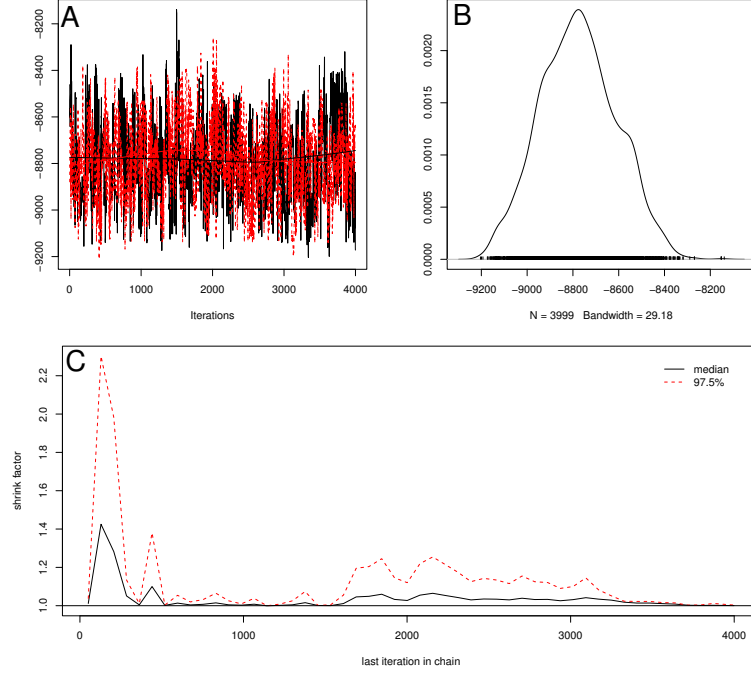 A
−8200
−8400
−8600
−8800
−9000
−9200
0 1000 2000 3000 4000
Iterations
B
0.0020
0.0015
0.0010
0.0005
0.0000
−9200 −9000 −8800 −8600 −8400 −8200
N = 3999 Bandwidth = 29.18
C
median
97.5%
2.2
2.0
1.8
1.6
1.4
1.2
1.0
shrink factor
0 1000 2000 3000 4000
last iteration in chain